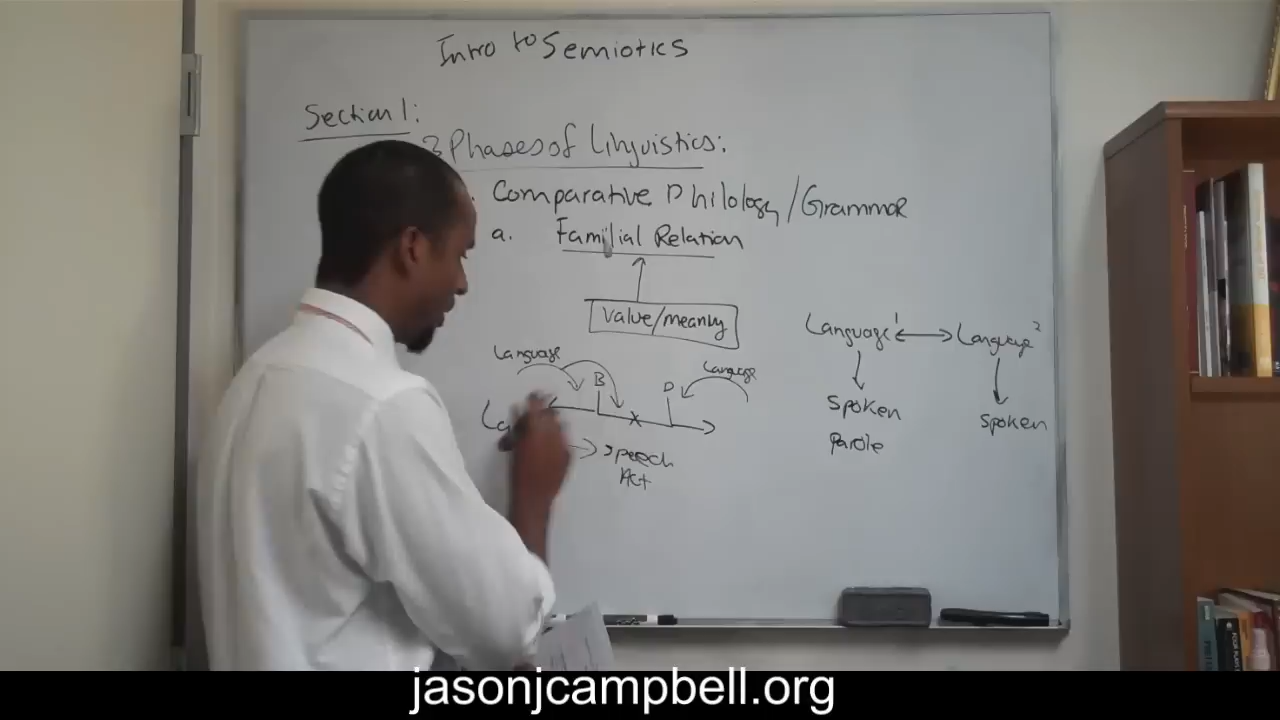 Intro to Semiotics
Section 1:
3 Phases of Linguistics:
Comparative Philology/Grammar
a. Familial Relation
Value/meaning
Language¹ Language²
Language B D Language
Spoken Spoken
Parole
Speech
Act
jasonjcampbell.org